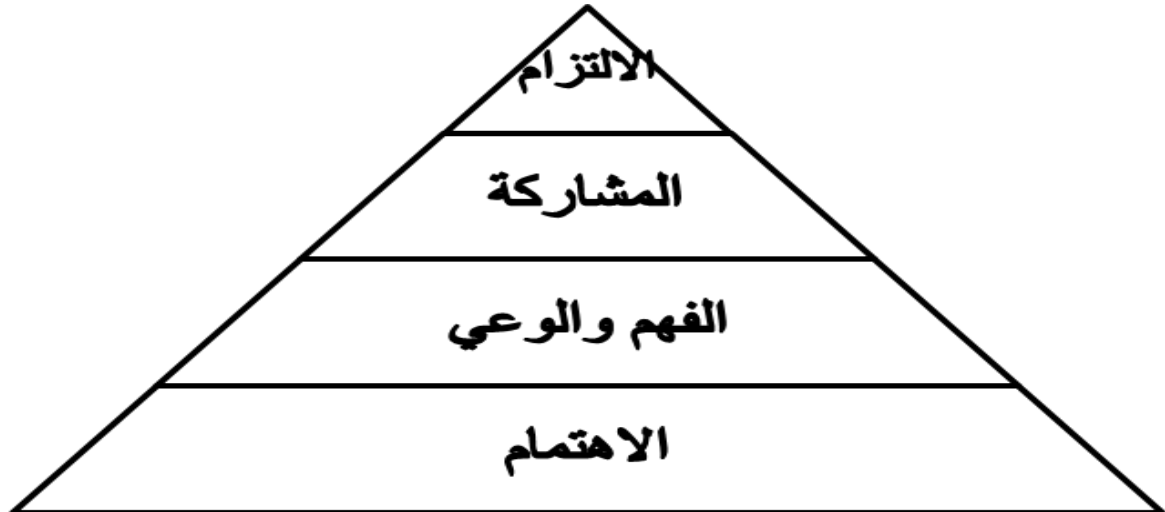 الالتزام
المشاركة
الفهم والوعي
الاهتمام